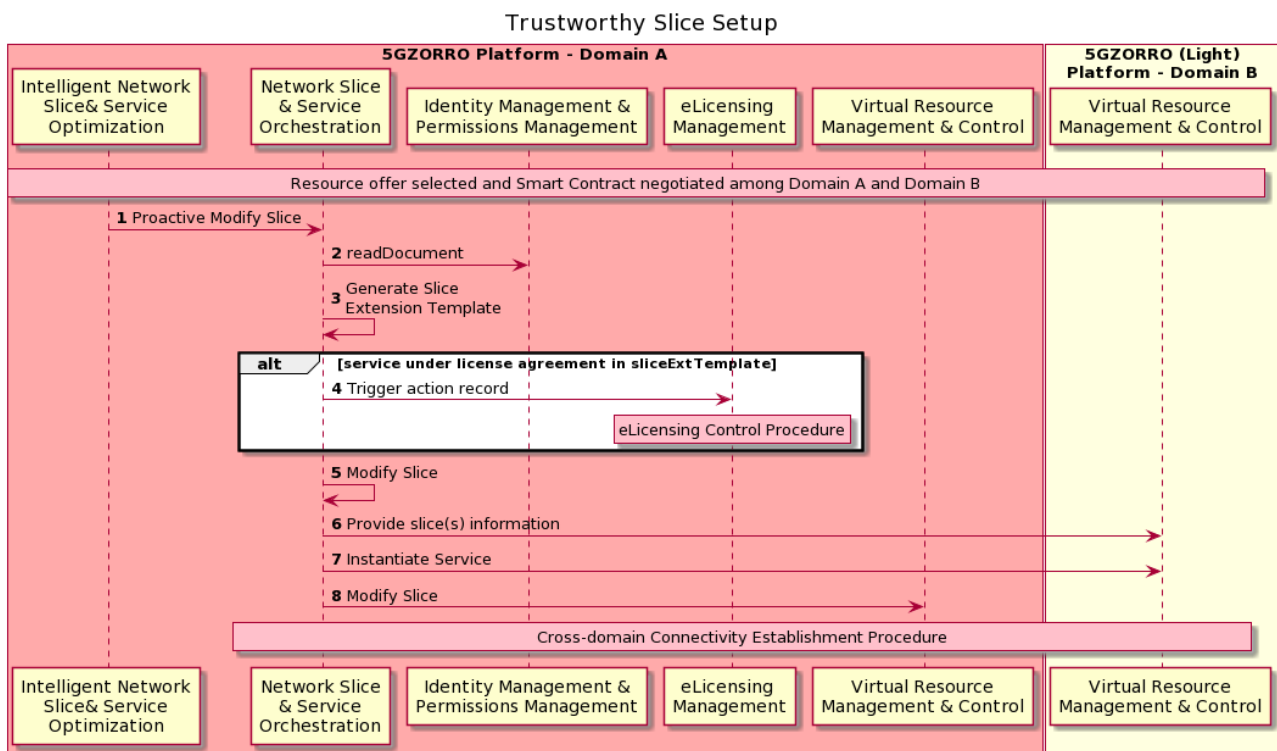 Trustworthy Slice Setup
5GZORRO Platform - Domain A
5GZORRO (Light)
Platform - Domain B
Intelligent Network
Slice& Service
Optimization
Network Slice
& Service
Orchestration
Identity Management &
Permissions Management
eLicensing
Management
Virtual Resource
Management & Control
Virtual Resource
Management & Control
Resource offer selected and Smart Contract negotiated among Domain A and Domain B
1 Proactive Modify Slice
2 readDocument
3 Generate Slice
Extension Template
alt [service under license agreement in sliceExtTemplate]
4 Trigger action record
eLicensing Control Procedure
5 Modify Slice
6 Provide slice(s) information
7 Instantiate Service
8 Modify Slice
Cross-domain Connectivity Establishment Procedure
Intelligent Network
Slice& Service
Optimization
Network Slice
& Service
Orchestration
Identity Management &
Permissions Management
eLicensing
Management
Virtual Resource
Management & Control
Virtual Resource
Management & Control